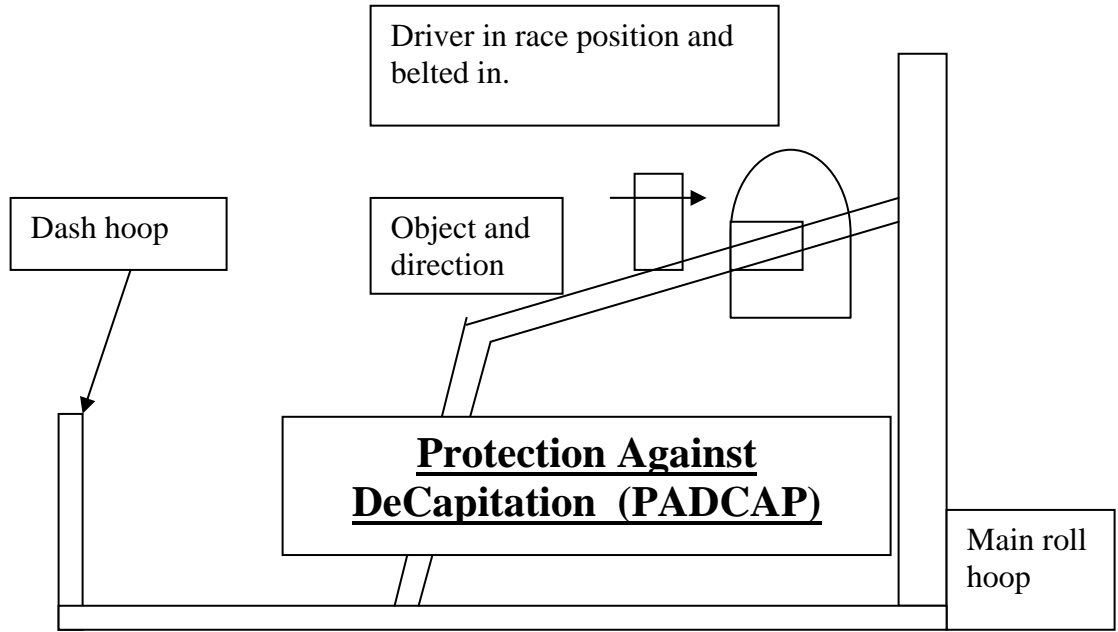 Driver in race position and
belted in.
Dash hoop
Object and
direction
Protection Against
DeCapitation  (PADCAP)
Main roll
hoop